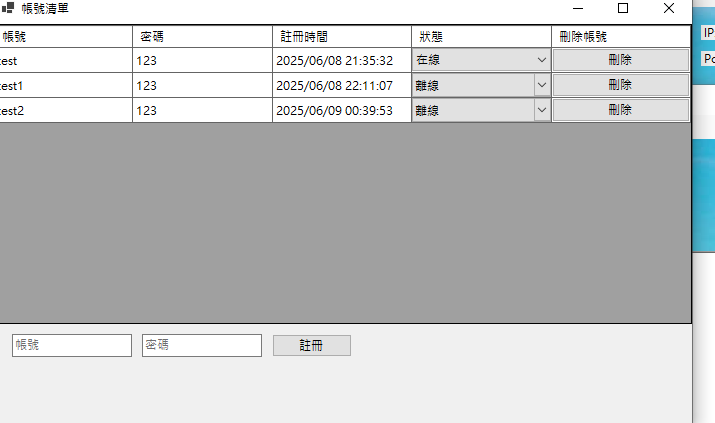 帳號清單
帳號 密碼 註冊時間 狀態 刪除帳號
test 123 2025/06/08 21:35:32 在線 刪除
test1 123 2025/06/08 22:11:07 離線 刪除
test2 123 2025/06/09 00:39:53 離線 刪除
帳號 密碼 註冊
IP
Po